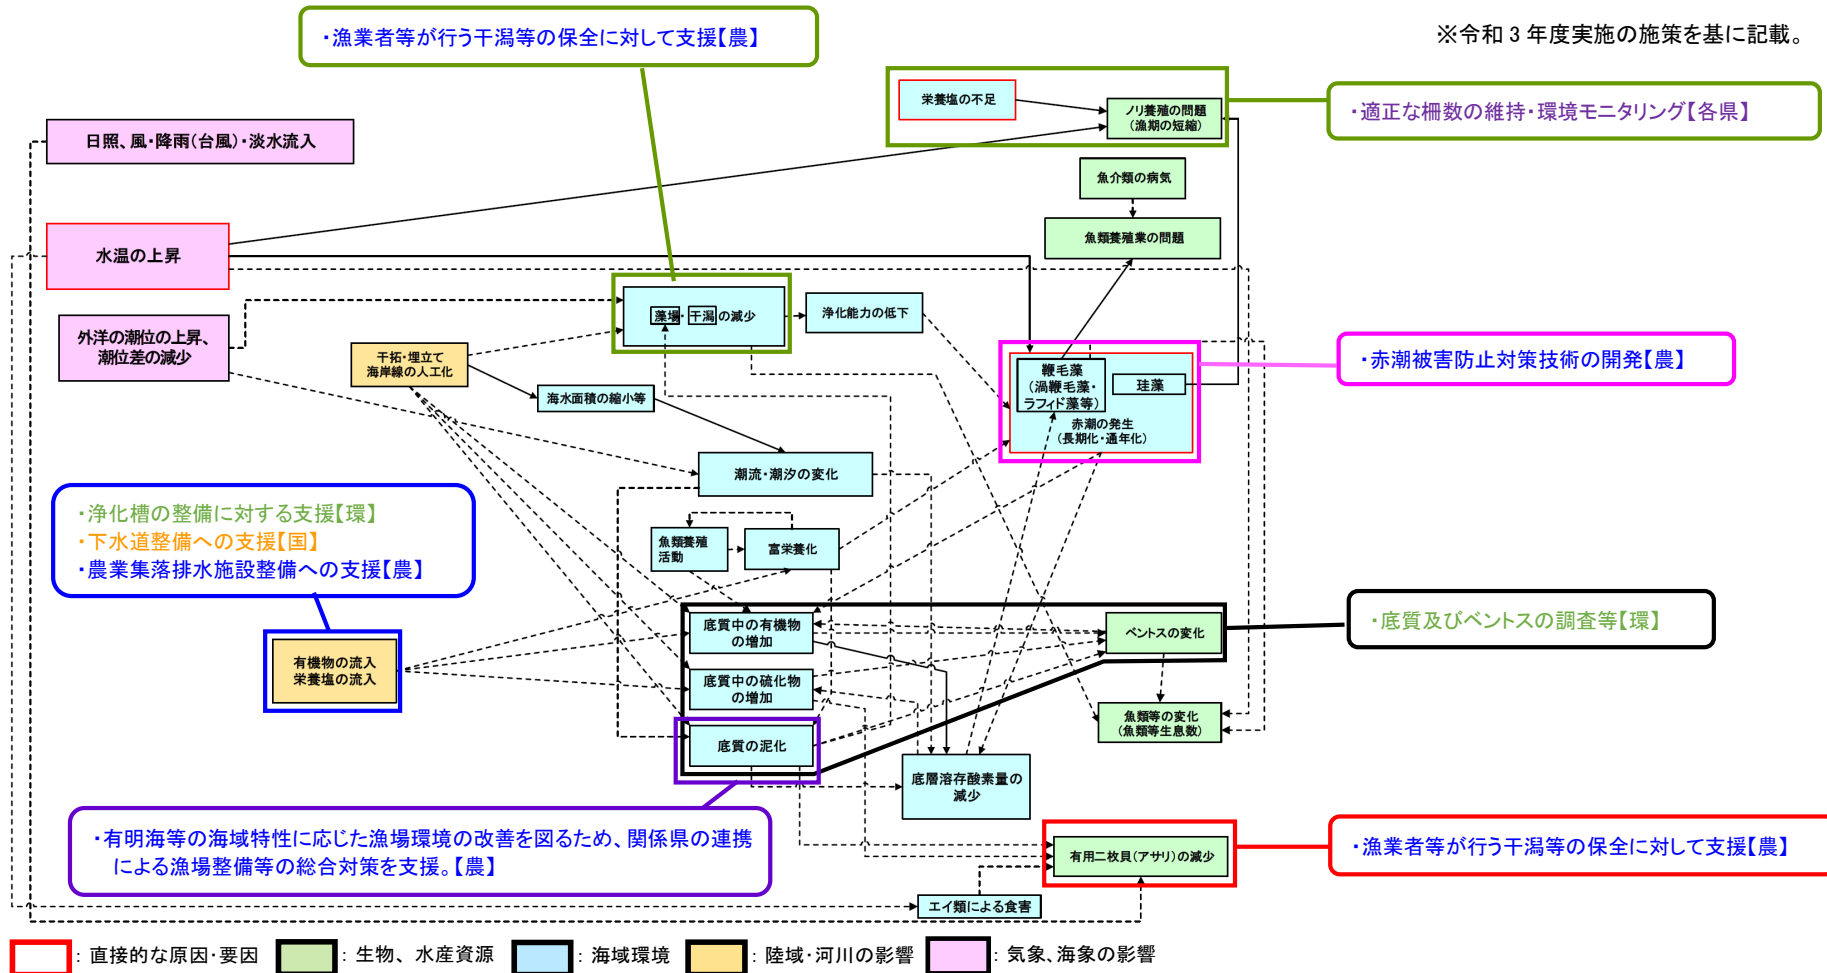 ・漁業者等が行う干潟等の保全に対して支援【農】
※令和3年度実施の施策を基に記載。
栄養塩の不足
ノリ養殖の問題
(漁期の短縮)
・適正な柵数の維持・環境モニタリング【各県】
日照、風・降雨(台風)・淡水流入
魚介類の病気
魚類養殖業の問題
水温の上昇
藻場・干潟の減少
浄化能力の低下
外洋の潮位の上昇、
潮位差の減少
干拓・埋立て
海岸線の人工化
海水面積の縮小等
鞭毛藻
(渦鞭毛藻・
ラフィド藻等)
珪藻
赤潮の発生
(長期化・通年化)
・赤潮被害防止対策技術の開発【農】
潮流・潮汐の変化
・浄化槽の整備に対する支援【環】
・下水道整備への支援【国】
・農業集落排水施設整備への支援【農】
魚類養殖
活動
富栄養化
底質中の有機物
の増加
ベントスの変化
・底質及びベントスの調査等【環】
有機物の流入
栄養塩の流入
底質中の硫化物
の増加
魚類等の変化
(魚類等生息数)
底質の泥化
底層溶存酸素量の
減少
・有明海等の海域特性に応じた漁場環境の改善を図るため、関係県の連携
による漁場整備等の総合対策を支援。【農】
有用二枚貝(アサリ)の減少
・漁業者等が行う干潟等の保全に対して支援【農】
エイ類による食害
：直接的な原因・要因
：生物、水産資源
：海域環境
：陸域・河川の影響
：気象、海象の影響